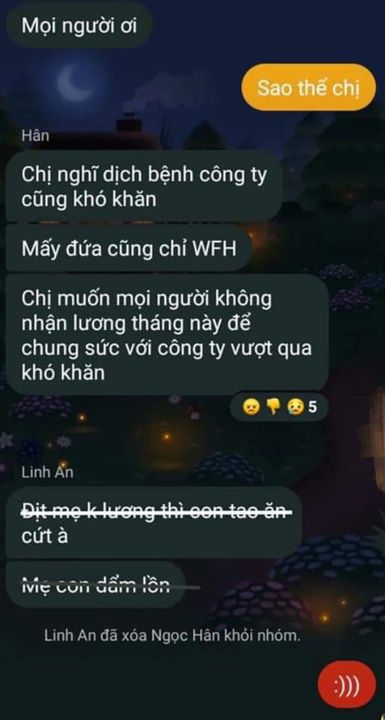 Mọi người ơi
Sao thế chị
Hân
Chị nghĩ dịch bệnh công ty
cũng khó khăn
Mấy đứa cũng chỉ WFH
Chị muốn mọi người không
nhận lương tháng này để
chung sức với công ty vượt qua
khó khăn
😠 👎 😢 5
Linh An
Địt mẹ k lương thì con tao ăn
cứt à
Mẹ con dẩm lồn
Linh An đã xóa Ngọc Hân khỏi nhóm.
:)))